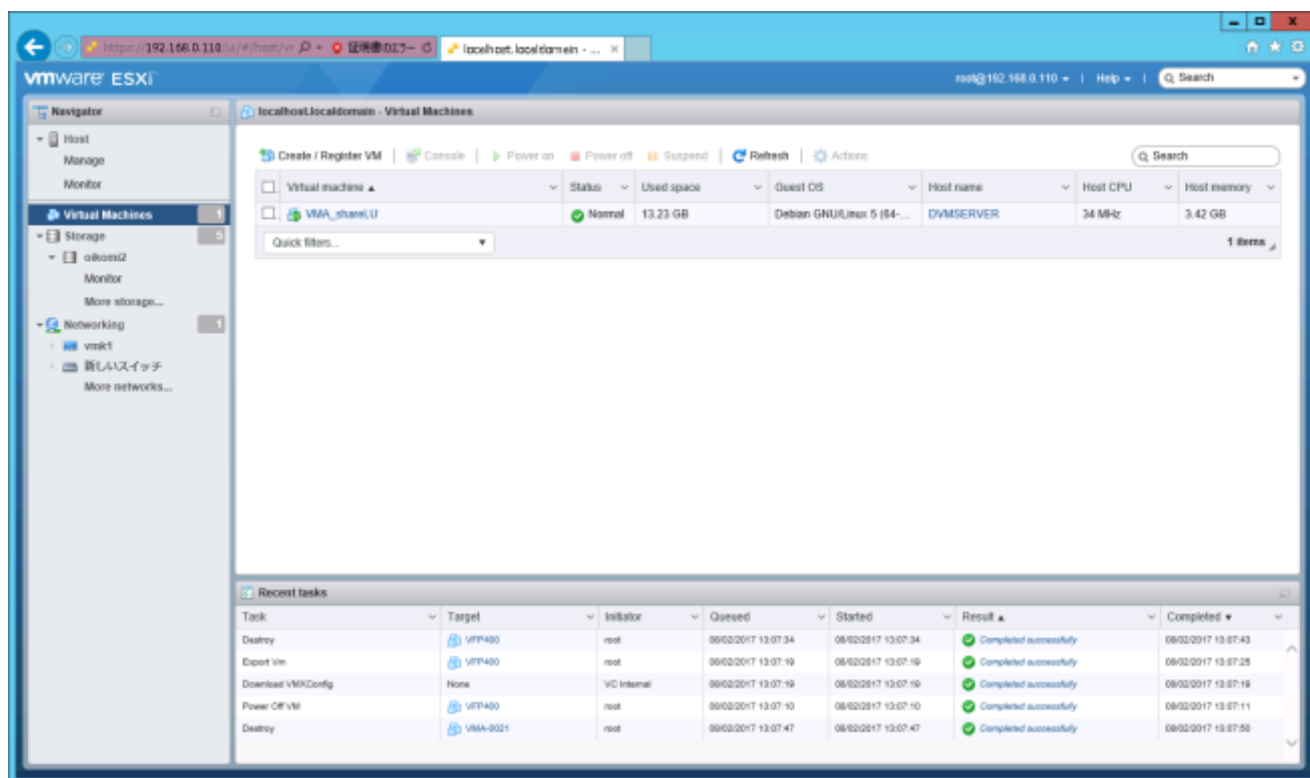 https://192.168.0.110/ui/#/host/vr
証明書のエラー
localhost.localdomain - ...
vmware ESXi
root@192.168.0.110 | Help | Search
Navigator
localhost.localdomain - Virtual Machines
Host
Manage
Monitor
Virtual Machines 1
Storage 5
oikomi2
Monitor
More storage...
Networking 1
vmk1
新しいスイッチ
More networks...
Create / Register VM | Console | Power on Power off Suspend | Refresh | Actions Search
Virtual machine Status Used space Guest OS Host name Host CPU Host memory
VMA_shareLU Normal 13.23 GB Debian GNU/Linux 5 (64-... DVMSERVER 34 MHz 3.42 GB
Quick filters... 1 items
Recent tasks
Task Target Initiator Queued Started Result Completed
Destroy VFP400 root 08/02/2017 13:07:34 08/02/2017 13:07:34 Completed successfully 08/02/2017 13:07:43
Export Vm VFP400 root 08/02/2017 13:07:19 08/02/2017 13:07:19 Completed successfully 08/02/2017 13:07:25
Download VMXConfig None VC Internal 08/02/2017 13:07:19 08/02/2017 13:07:19 Completed successfully 08/02/2017 13:07:19
Power Off VM VFP400 root 08/02/2017 13:07:10 08/02/2017 13:07:10 Completed successfully 08/02/2017 13:07:11
Destroy VMA-0021 root 08/02/2017 13:07:47 08/02/2017 13:07:47 Completed successfully 08/02/2017 13:07:50